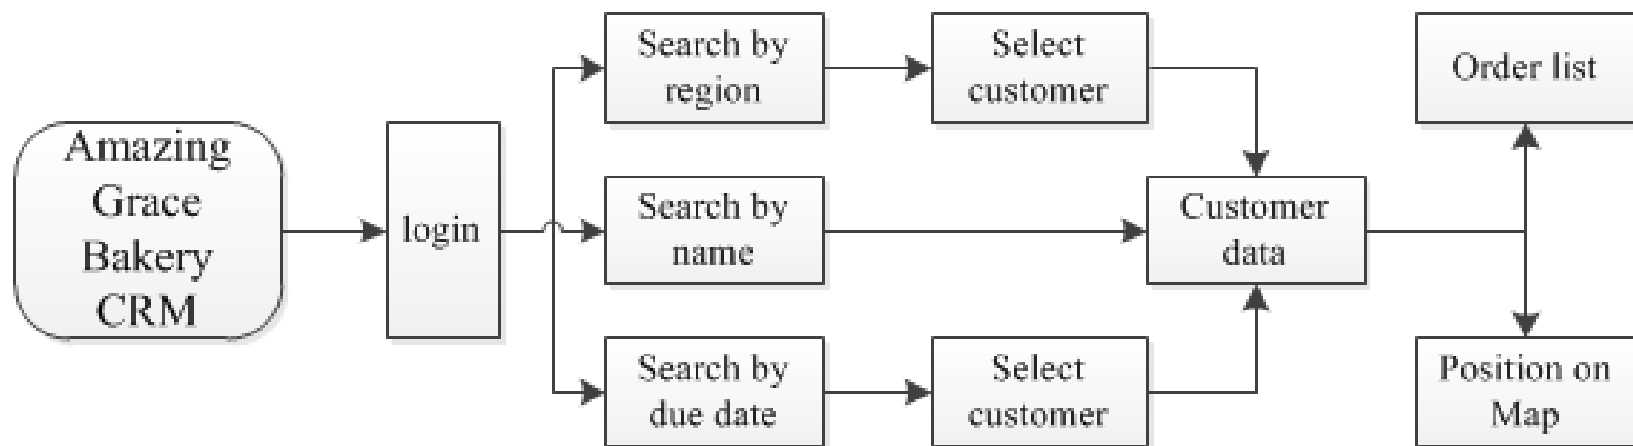 Amazing
Grace
Bakery
CRM
login
Search by
region
Select
customer
Search by
name
Search by
due date
Select
customer
Customer
data
Order list
Position on
Map